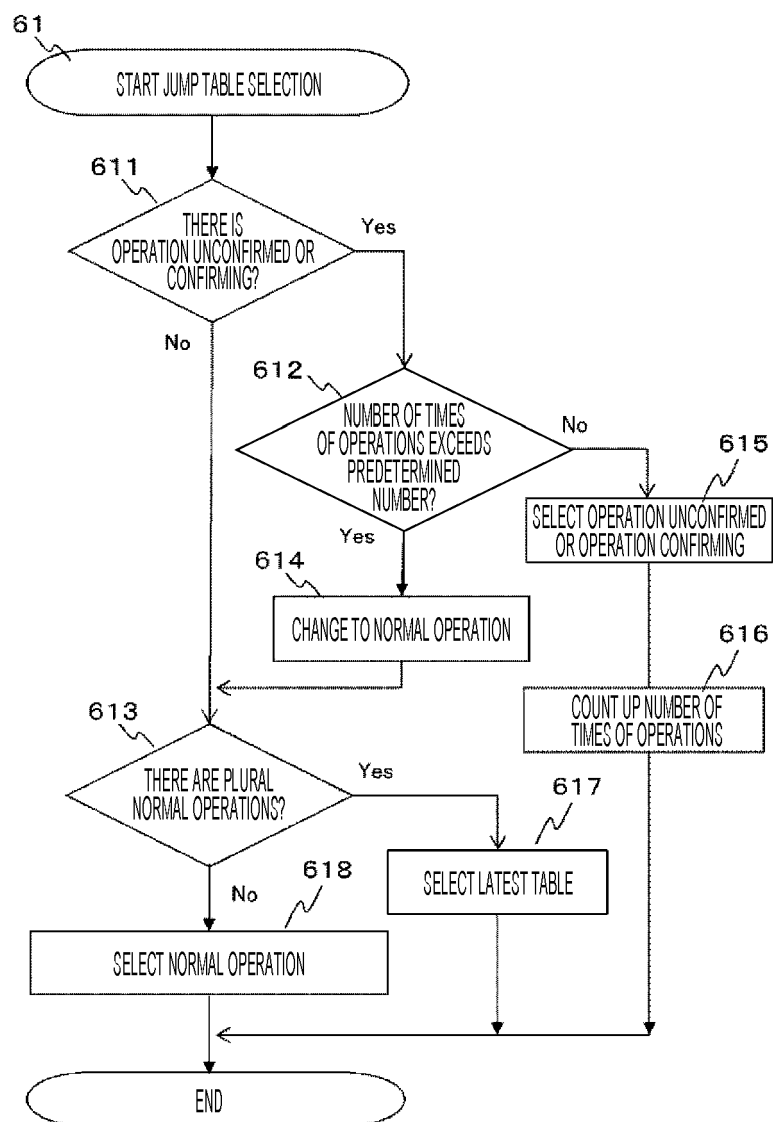 61
START JUMP TABLE SELECTION
611
THERE IS
OPERATION UNCONFIRMED OR
CONFIRMING?
Yes
No
612
NUMBER OF TIMES
OF OPERATIONS EXCEEDS
PREDETERMINED
NUMBER?
No
Yes
615
SELECT OPERATION UNCONFIRMED
OR OPERATION CONFIRMING
614
CHANGE TO NORMAL OPERATION
616
COUNT UP NUMBER OF
TIMES OF OPERATIONS
613
THERE ARE PLURAL
NORMAL OPERATIONS?
Yes
No
617
SELECT LATEST TABLE
618
SELECT NORMAL OPERATION
END